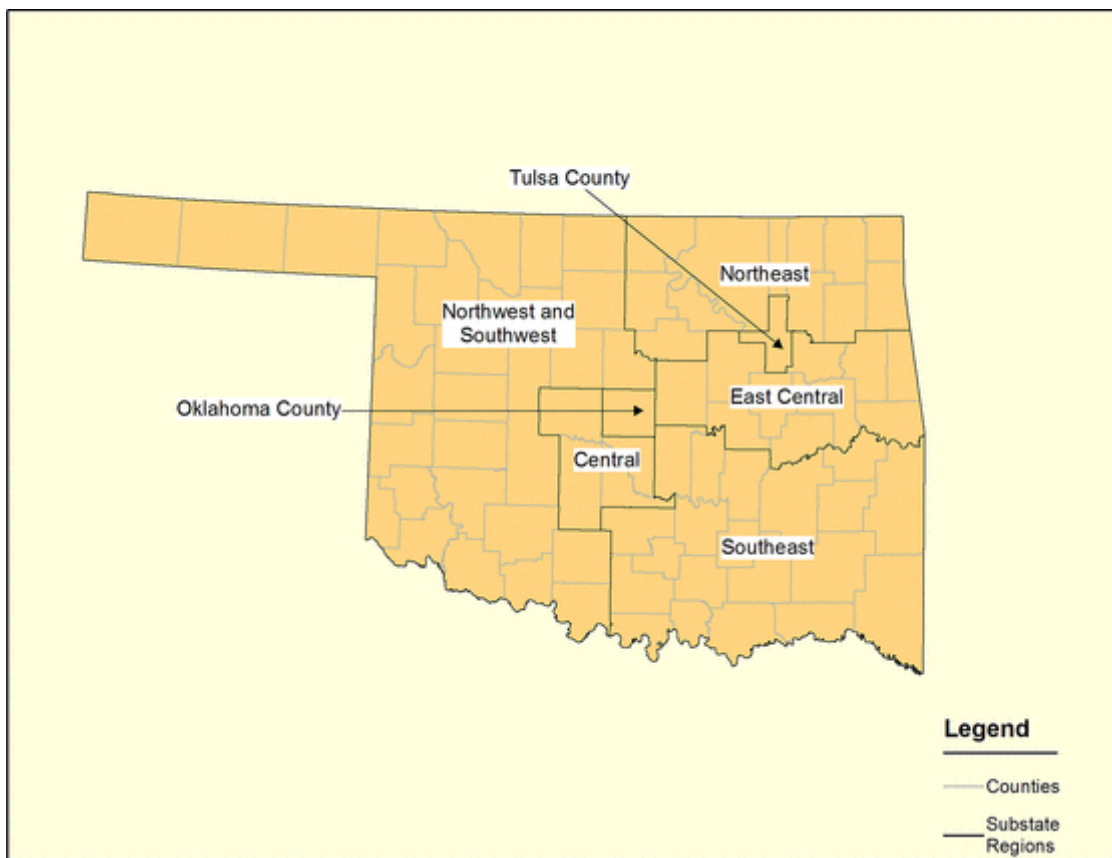 Tulsa County
Northeast
Northwest and
Southwest
East Central
Oklahoma County
Central
Southeast
Legend
Counties
Substate
Regions